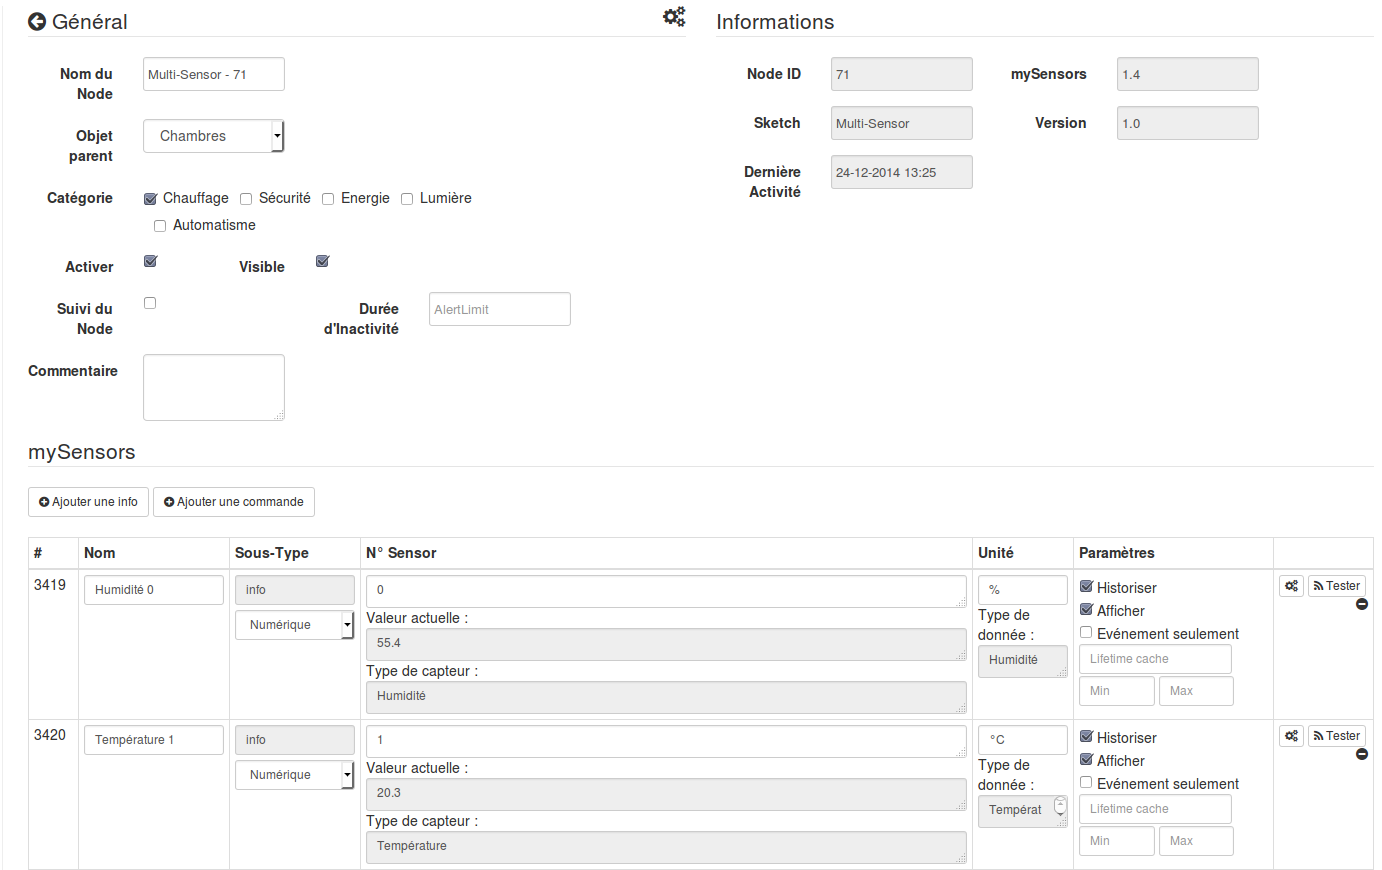 Général
Informations
Nom du
Node
Multi-Sensor - 71
Node ID
71
mySensors
1.4
Objet
parent
Chambres
Sketch
Multi-Sensor
Version
1.0
Dernière
Activité
24-12-2014 13:25
Catégorie
Chauffage Sécurité Energie Lumière
Automatisme
Activer
Visible
Suivi du
Node
Durée
d'Inactivité
AlertLimit
Commentaire
mySensors
Ajouter une info
Ajouter une commande
# Nom Sous-Type N° Sensor Unité Paramètres
3419
Humidité 0
info
Numérique
0
Valeur actuelle :
55.4
Type de capteur :
Humidité
%
Type de
donnée :
Humidité
Historiser
Afficher
Evénement seulement
Lifetime cache
Min Max
Tester
3420
Température 1
info
Numérique
1
Valeur actuelle :
20.3
Type de capteur :
Température
°C
Type de
donnée :
Températ
Historiser
Afficher
Evénement seulement
Lifetime cache
Min Max
Tester